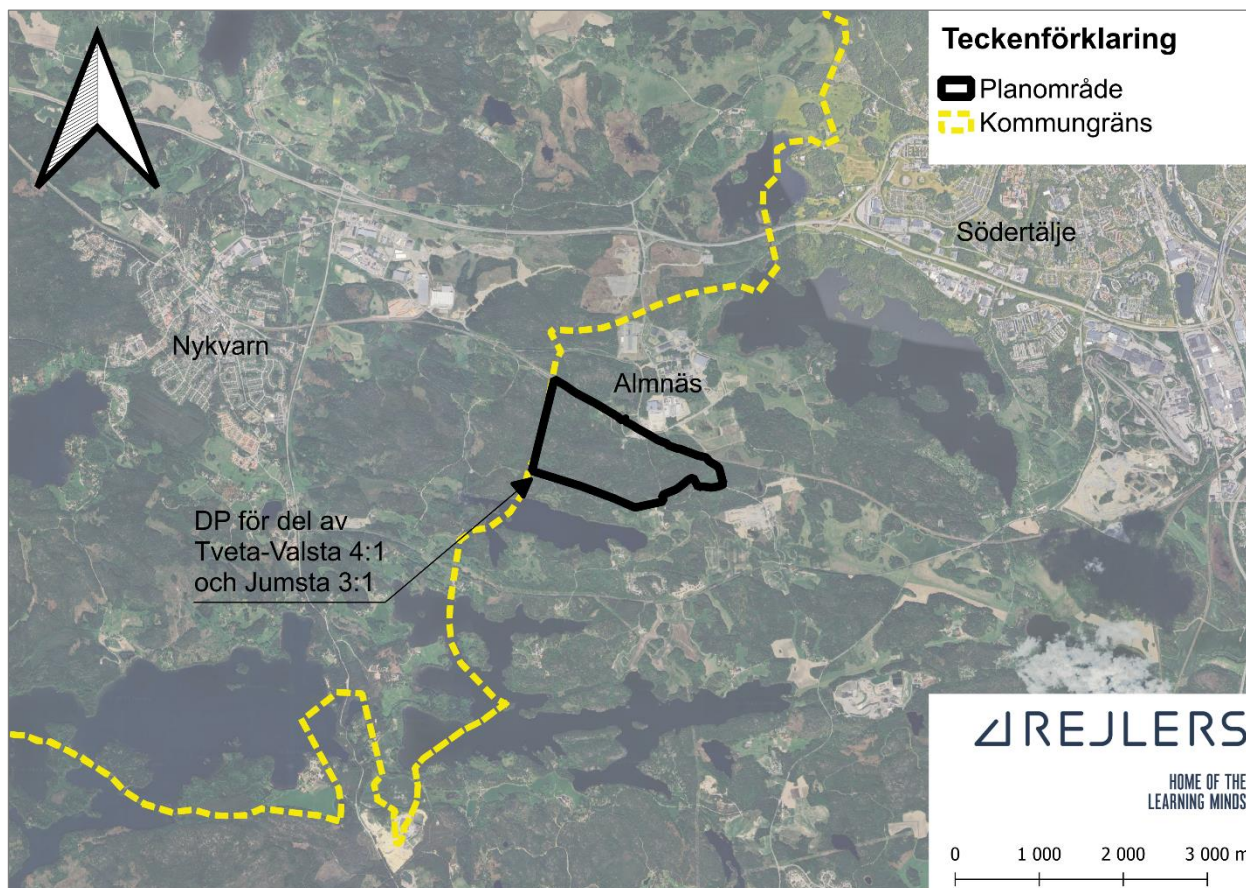 Teckenförklaring
Planområde
Kommungräns
Södertälje
Nykvarn
Almnäs
DP för del av
Tveta-Valsta 4:1
och Jumsta 3:1
REJLERS
HOME OF THE
LEARNING MINDS
0 1 000 2 000 3 000 m